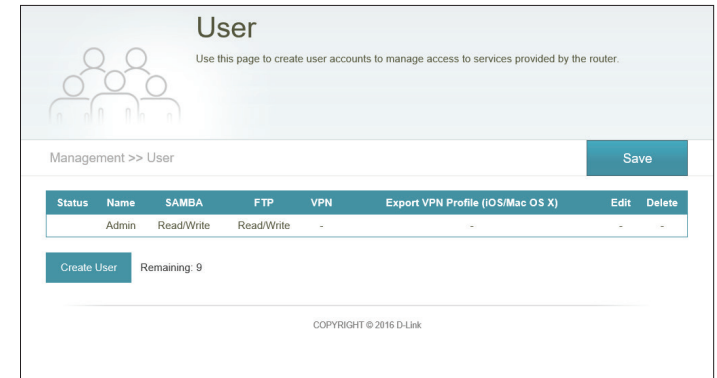 User
Use this page to create user accounts to manage access to services provided by the router.
Management >> User
Save
Status Name SAMBA FTP VPN Export VPN Profile (iOS/Mac OS X) Edit Delete
Admin Read/Write Read/Write - - - -
Create User Remaining: 9
COPYRIGHT © 2016 D-Link